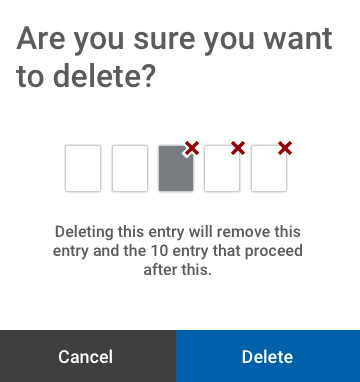 Are you sure you want
to delete?
Deleting this entry will remove this
entry and the 10 entry that proceed
after this.
Cancel
Delete